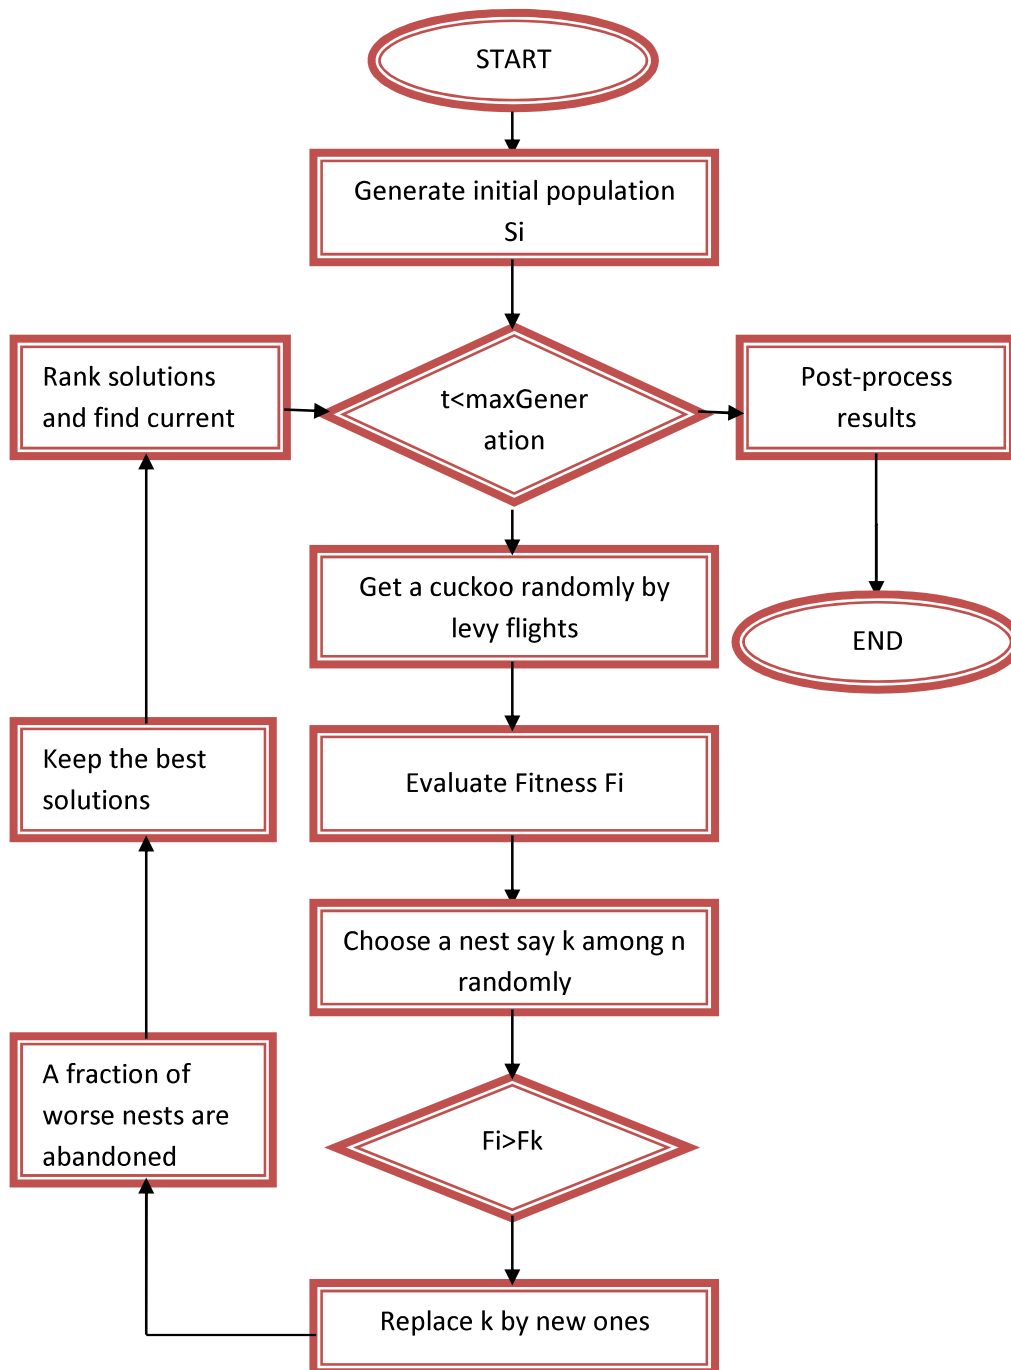 START
Generate initial population
Si
Rank solutions
and find current
t<maxGener
ation
Post-process
results
Get a cuckoo randomly by
levy flights
END
Keep the best
solutions
Evaluate Fitness Fi
Choose a nest say k among n
randomly
A fraction of
worse nests are
abandoned
Fi>Fk
Replace k by new ones